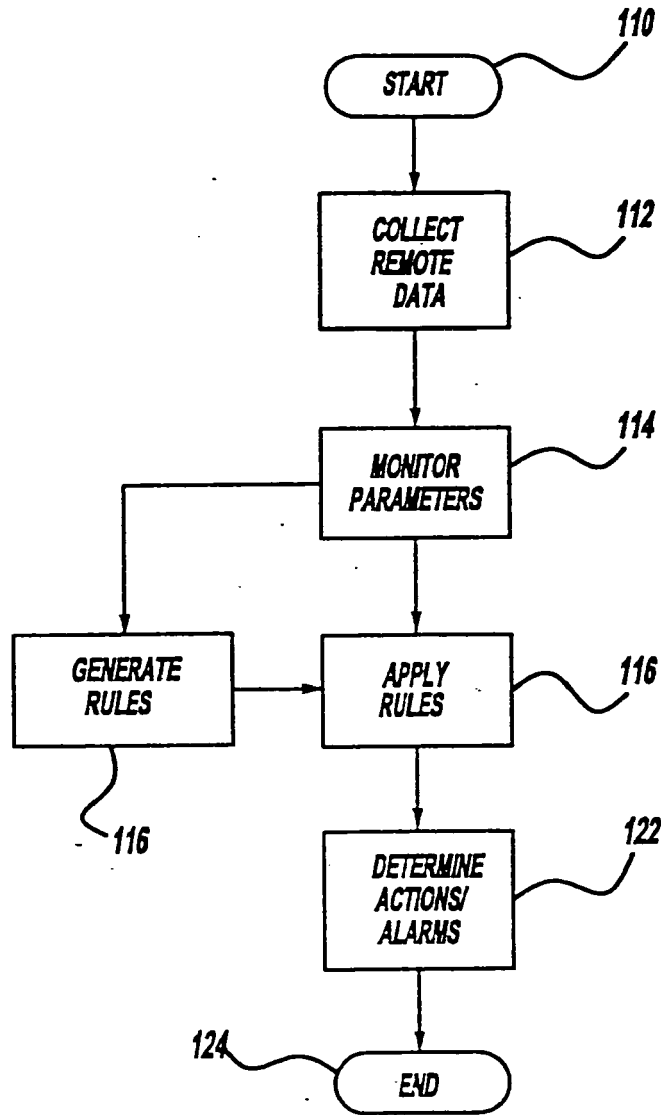 110
START
COLLECT
REMOTE
DATA
112
114
MONITOR
PARAMETERS
GENERATE
RULES
APPLY
RULES
116
116
DETERMINE
ACTIONS/
ALARMS
122
124
END